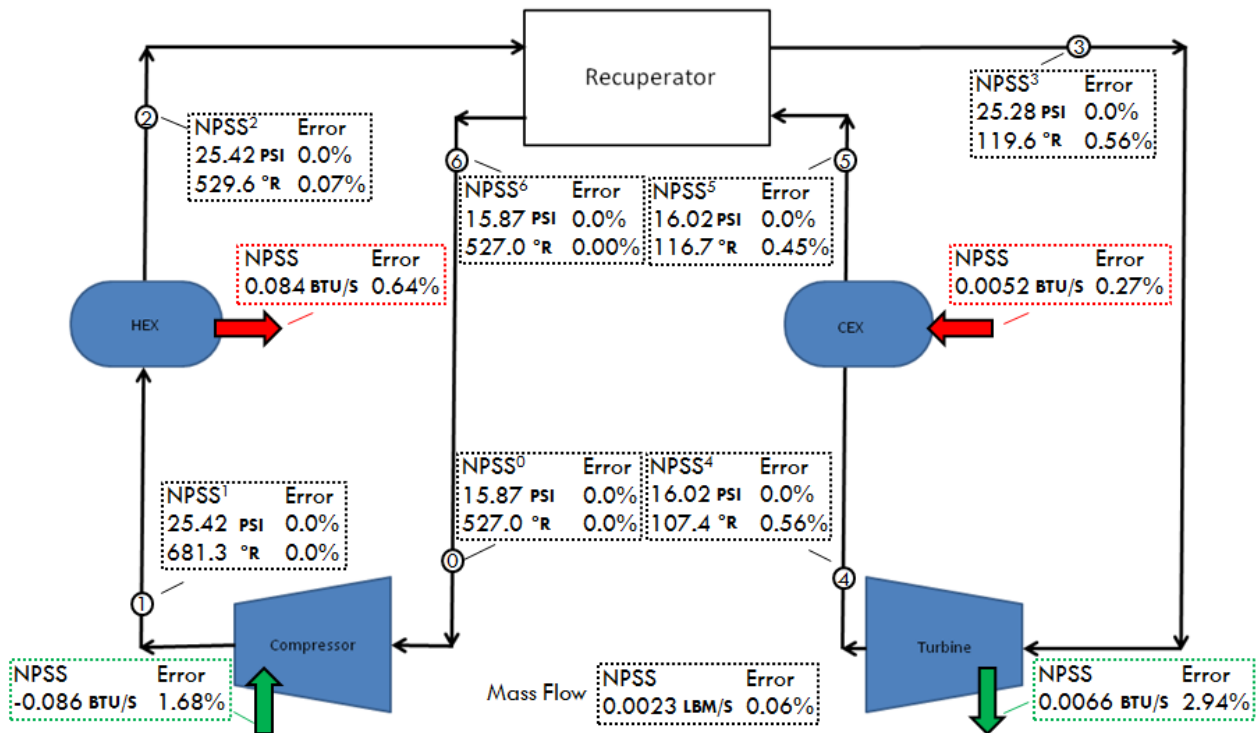 Recuperator
3
NPSS3 Error
25.28 PSI 0.0%
119.6 °R 0.56%
2
NPSS2 Error
25.42 PSI 0.0%
529.6 °R 0.07%
6
NPSS6 Error
15.87 PSI 0.0%
527.0 °R 0.00%
5
NPSS5 Error
16.02 PSI 0.0%
116.7 °R 0.45%
NPSS Error
0.084 BTU/S 0.64%
HEX
NPSS Error
0.0052 BTU/S 0.27%
CEX
NPSS1 Error
25.42 PSI 0.0%
681.3 °R 0.0%
1
NPSS0 Error
15.87 PSI 0.0%
527.0 °R 0.0%
0
NPSS4 Error
16.02 PSI 0.0%
107.4 °R 0.56%
4
Compressor
Turbine
NPSS Error
-0.086 BTU/S 1.68%
Mass Flow
NPSS Error
0.0023 LBM/S 0.06%
NPSS Error
0.0066 BTU/S 2.94%